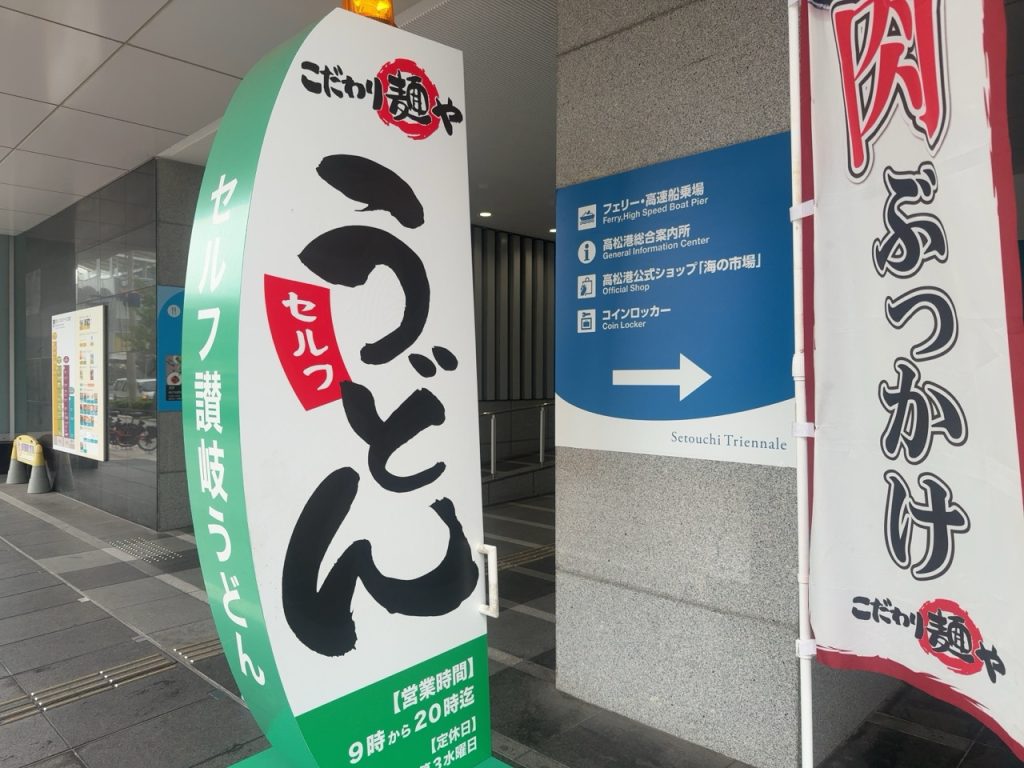 こだわり麺や
うどん
セルフ
セルフ讃岐うどん
【営業時間】
9時から20時迄
【定休日】
第3水曜日
フェリー・高速船乗場
Ferry,High Speed Boat Pier
高松港総合案内所
General Information Center
高松港公式ショップ「海の市場」
Official Shop
コインロッカー
Coin Locker
Setouchi Triennale
肉ぶっかけ
こだわり麺や